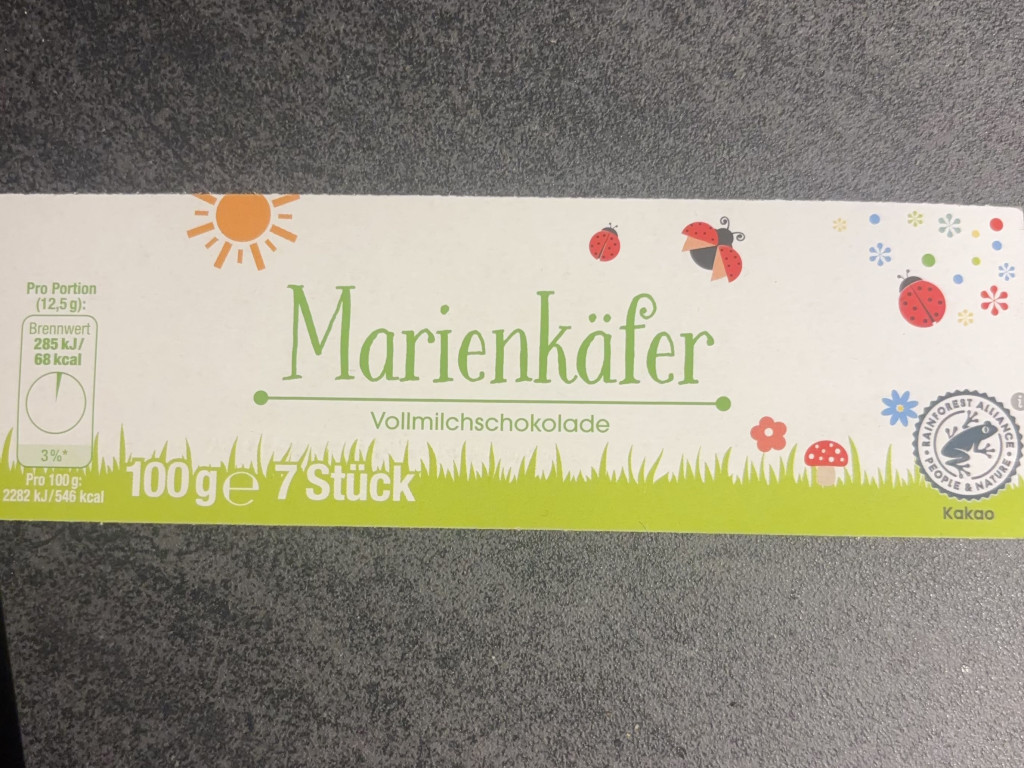 Pro Portion
(12,5 g):
Brennwert
285 kJ/
68 kcal
3 %*
Pro 100 g:
2282 kJ/546 kcal
Marienkäfer
Vollmilchschokolade
100 g e 7 Stück
RAINFOREST ALLIANCE
PEOPLE & NATURE
Kakao
i